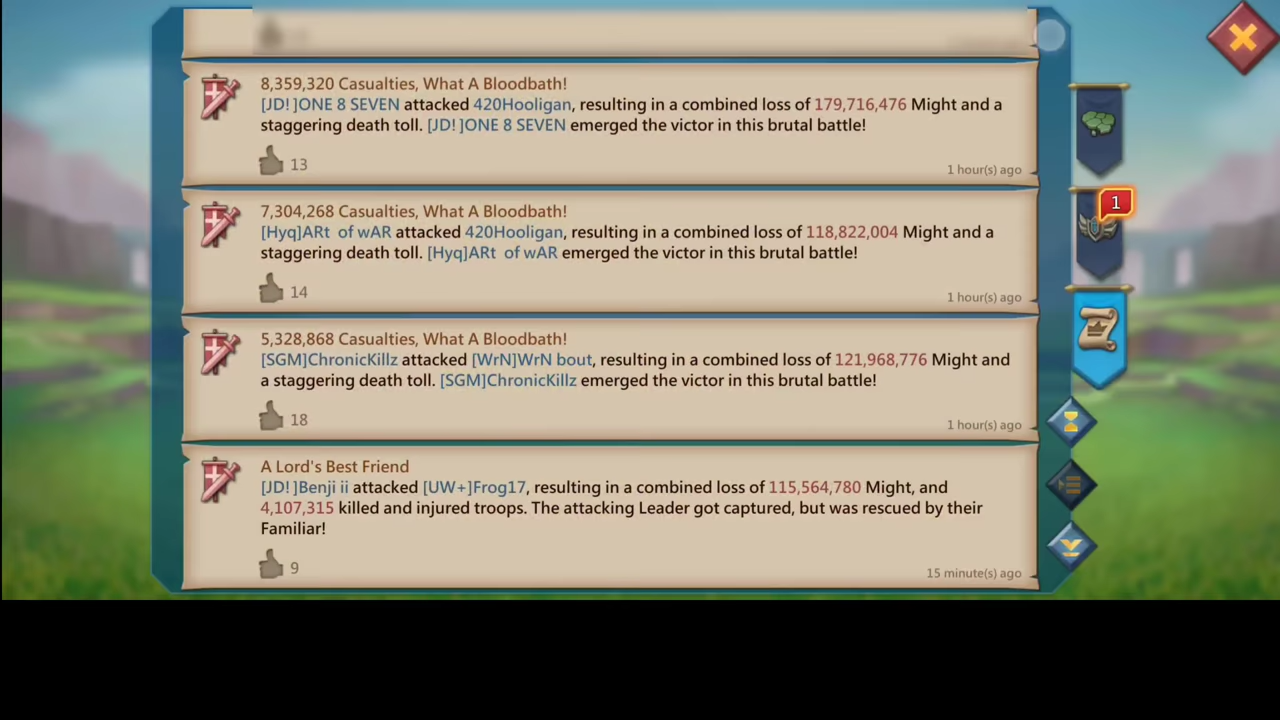 8,359,320 Casualties, What A Bloodbath!
[JD! ]ONE 8 SEVEN attacked 420Hooligan, resulting in a combined loss of 179,716,476 Might and a
staggering death toll. [JD! ]ONE 8 SEVEN emerged the victor in this brutal battle!
13
1 hour(s) ago
1
7,304,268 Casualties, What A Bloodbath!
[Hyq]ARt  of wAR attacked 420Hooligan, resulting in a combined loss of 118,822,004 Might and a
staggering death toll. [Hyq]ARt  of wAR emerged the victor in this brutal battle!
14
1 hour(s) ago
5,328,868 Casualties, What A Bloodbath!
[SGM]ChronicKillz attacked [WrN]WrN bout, resulting in a combined loss of 121,968,776 Might and
a staggering death toll. [SGM]ChronicKillz emerged the victor in this brutal battle!
18
1 hour(s) ago
A Lord's Best Friend
[JD! ]Benji ii attacked [UW+]Frog17, resulting in a combined loss of 115,564,780 Might, and
4,107,315 killed and injured troops. The attacking Leader got captured, but was rescued by their
Familiar!
9
15 minute(s) ago